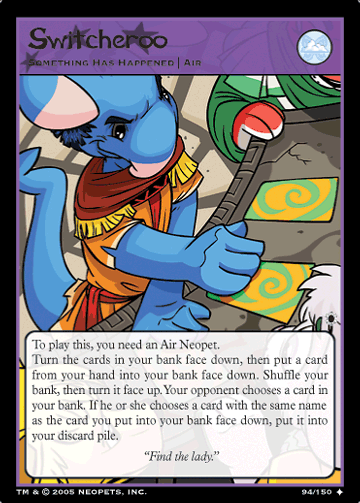 Switcheroo
Something Has Happened | Air
To play this, you need an Air Neopet.
Turn the cards in your bank face down, then put a card
from your hand into your bank face down. Shuffle your
bank, then turn it face up. Your opponent chooses a card in
your bank. If he or she chooses a card with the same name
as the card you put into your bank face down, put it into
your discard pile.
“Find the lady.”
TM & © 2005 NEOPETS, INC. 94/150 ♦